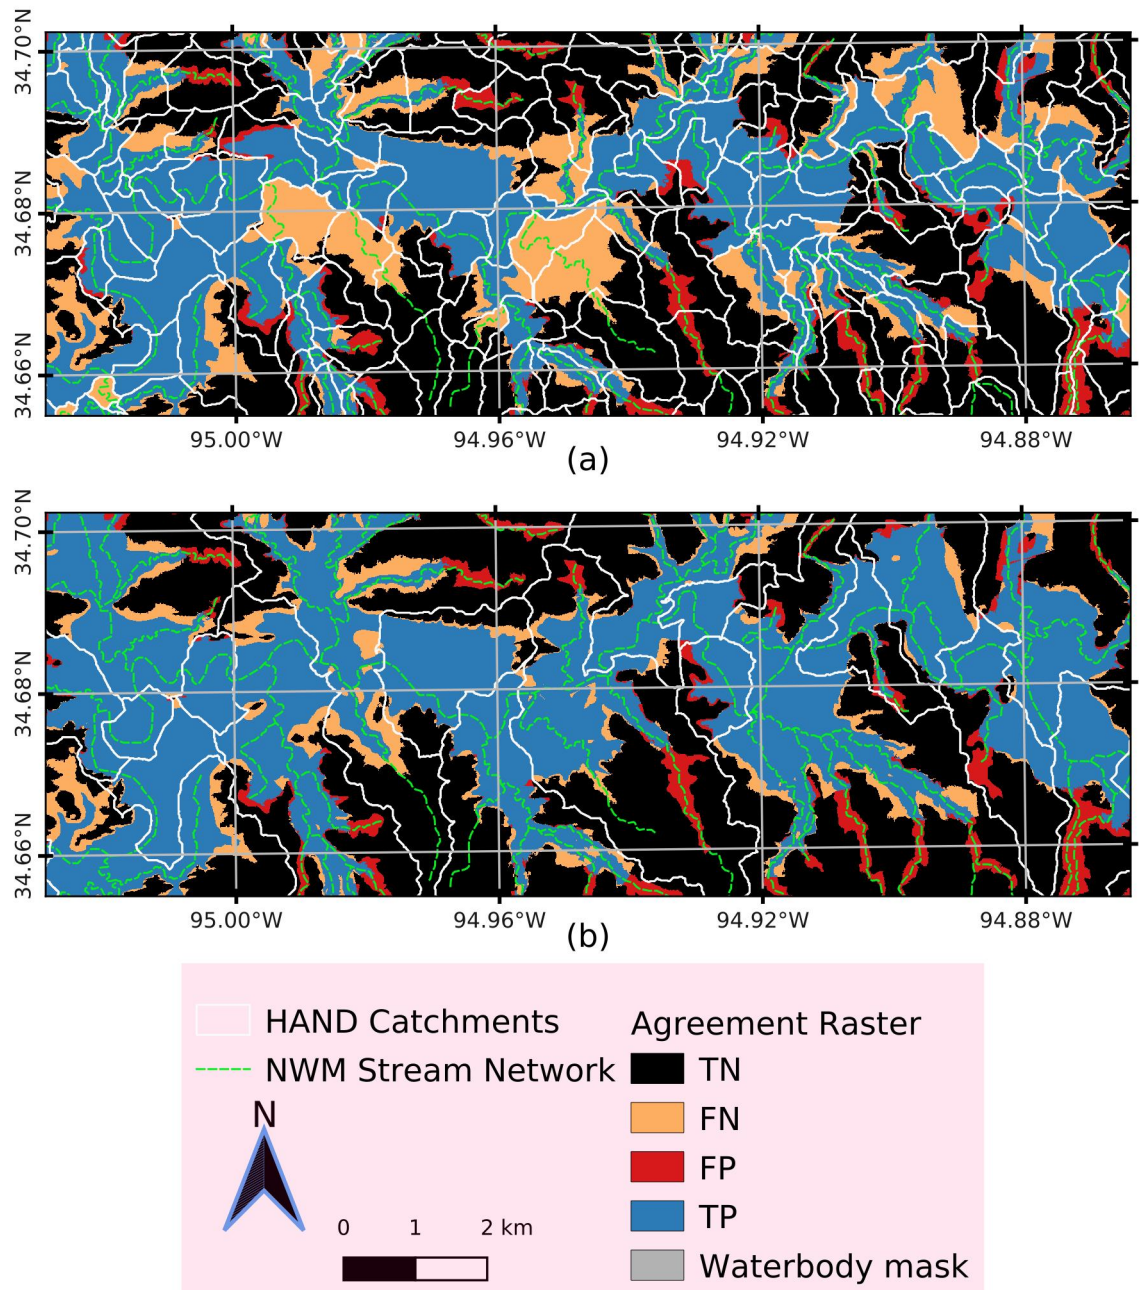 34.70°N
34.68°N
34.66°N
95.00°W 94.96°W 94.92°W 94.88°W
(a)
34.70°N
34.68°N
34.66°N
95.00°W 94.96°W 94.92°W 94.88°W
(b)
HAND Catchments
NWM Stream Network
N
0 1 2 km
Agreement Raster
TN
FN
FP
TP
Waterbody mask